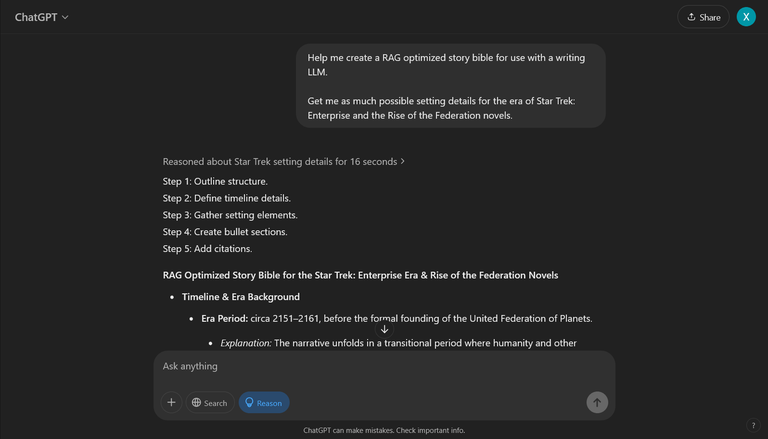 ChatGPT
Share
X
Help me create a RAG optimized story bible for use with a writing
LLM.
Get me as much possible setting details for the era of Star Trek:
Enterprise and the Rise of the Federation novels.
Reasoned about Star Trek setting details for 16 seconds
Step 1: Outline structure.
Step 2: Define timeline details.
Step 3: Gather setting elements.
Step 4: Create bullet sections.
Step 5: Add citations.
RAG Optimized Story Bible for the Star Trek: Enterprise Era & Rise of the Federation Novels
Timeline & Era Background
Era Period: circa 2151–2161, before the formal founding of the United Federation of Planets.
Explanation: The narrative unfolds in a transitional period where humanity and other
Ask anything
Search
Reason
ChatGPT can make mistakes. Check important info.
?